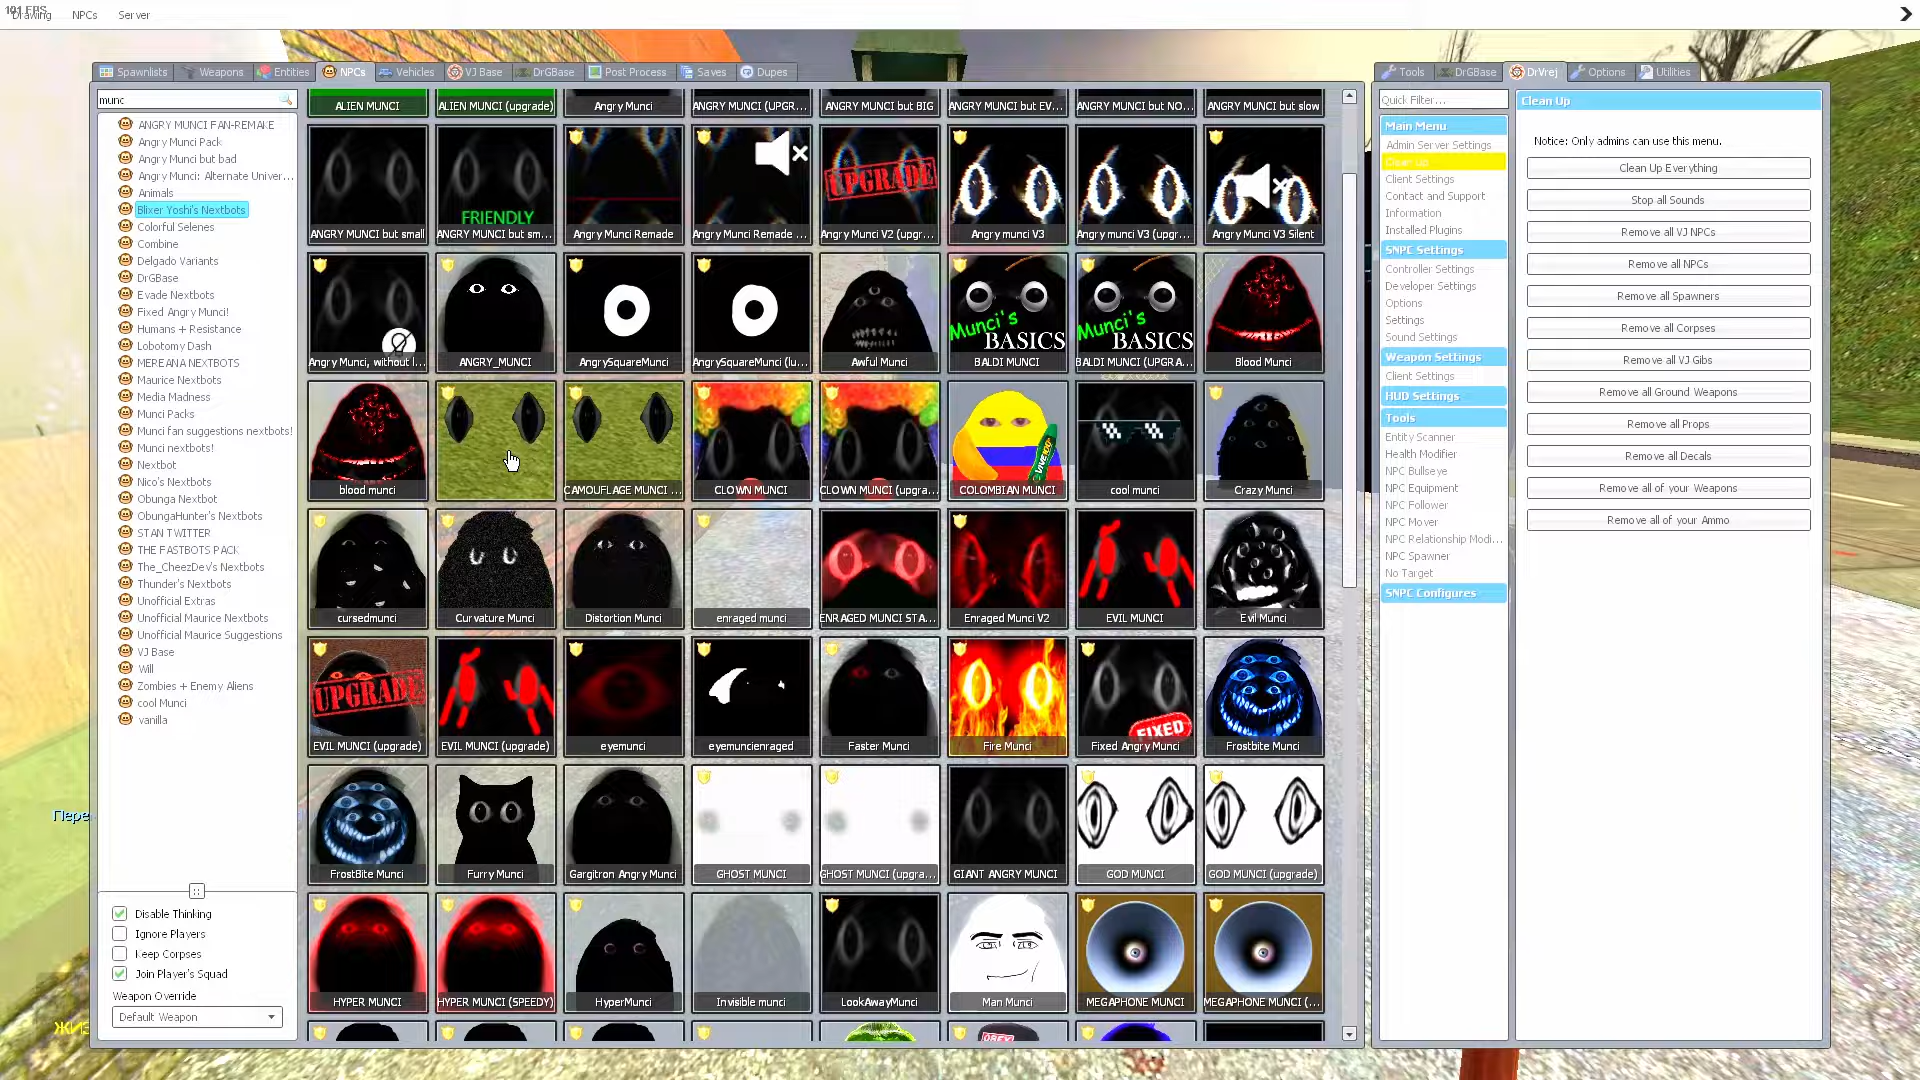 101 FPS
Drawing NPCs Server
Spawnlists Weapons Entities NPCs Vehicles VJ Base DrGBase Post Process Saves Dupes
Tools DrGBase DrVrej Options Utilities
munc
ANGRY MUNCI FAN-REMAKE
Angry Munci Pack
Angry Munci but bad
Angry Munci: Alternate Univer...
Animals
Blixer Yoshi's Nextbots
Colorful Selenes
Combine
Delgado Variants
DrGBase
Evade Nextbots
Fixed Angry Munci!
Humans + Resistance
Lobotomy Dash
MEREANA NEXTBOTS
Maurice Nextbots
Media Madness
Munci Packs
Munci fan suggestions nextbots!
Munci nextbots!
Nextbot
Nico's Nextbots
Obunga Nextbot
ObungaHunter's Nextbots
STAN TWITTER
THE FASTBOTS PACK
The_CheezDev's Nextbots
Thunder's Nextbots
Unofficial Extras
Unofficial Maurice Nextbots
Unofficial Maurice Suggestions
VJ Base
Will
Zombies + Enemy Aliens
cool Munci
vanilla
Пере
Disable Thinking
Ignore Players
Keep Corpses
Join Player's Squad
Weapon Override
Default Weapon
ЖИЗ
ALIEN MUNCI ALIEN MUNCI (upgrade) Angry Munci ANGRY MUNCI (UPGR... ANGRY MUNCI but BIG ANGRY MUNCI but EV... ANGRY MUNCI but NO... ANGRY MUNCI but slow
FRIENDLY
UPGRADE
ANGRY MUNCI but small ANGRY MUNCI but sm... Angry Munci Remade Angry Munci Remade ... Angry Munci V2 (upgr... Angry munci V3 Angry munci V3 (upgr... Angry Munci V3 Silent
Munci's BASICS
Munci's BASICS
Angry Munci, without l... ANGRY_MUNCI AngrySquareMunci AngrySquareMunci (lu... Awful Munci BALDI MUNCI BALDI MUNCI (UPGRA... Blood Munci
blood munci CAMOUFLAGE MUNCI ... CLOWN MUNCI CLOWN MUNCI (upgra... COLOMBIAN MUNCI cool munci Crazy Munci
cursedmunci Curvature Munci Distortion Munci enraged munci ENRAGED MUNCI STA... Enraged Munci V2 EVIL MUNCI Evil Munci
UPGRADE
FIXED
EVIL MUNCI (upgrade) EVIL MUNCI (upgrade) eyemunci eyemuncienraged Faster Munci Fire Munci Fixed Angry Munci Frostbite Munci
FrostBite Munci Furry Munci Gargitron Angry Munci GHOST MUNCI GHOST MUNCI (upgra... GIANT ANGRY MUNCI GOD MUNCI GOD MUNCI (upgrade)
HYPER MUNCI HYPER MUNCI (SPEEDY) HyperMunci Invisible munci LookAwayMunci Man Munci MEGAPHONE MUNCI MEGAPHONE MUNCI (...
OBEY
Quick Filter...
Main Menu
Admin Server Settings
Clean Up
Client Settings
Contact and Support
Information
Installed Plugins
SNPC Settings
Controller Settings
Developer Settings
Options
Settings
Sound Settings
Weapon Settings
Client Settings
HUD Settings
Tools
Entity Scanner
Health Modifier
NPC Bullseye
NPC Equipment
NPC Follower
NPC Mover
NPC Relationship Modi...
NPC Spawner
No Target
SNPC Configures
Clean Up
Notice: Only admins can use this menu.
Clean Up Everything
Stop all Sounds
Remove all VJ NPCs
Remove all NPCs
Remove all Spawners
Remove all Corpses
Remove all VJ Gibs
Remove all Ground Weapons
Remove all Props
Remove all Decals
Remove all of your Weapons
Remove all of your Ammo